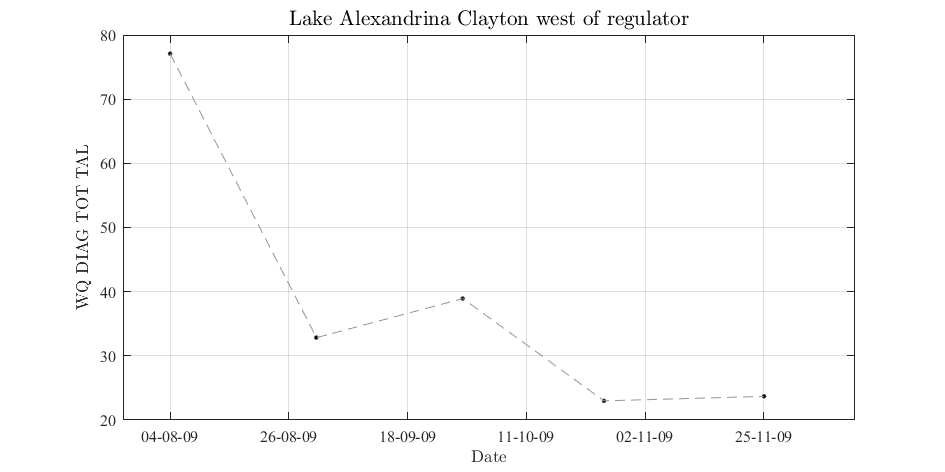 Lake Alexandrina Clayton west of regulator
80
70
60
50
40
30
20
WQ DIAG TOT TAL
04-08-09 26-08-09 18-09-09 11-10-09 02-11-09 25-11-09
Date